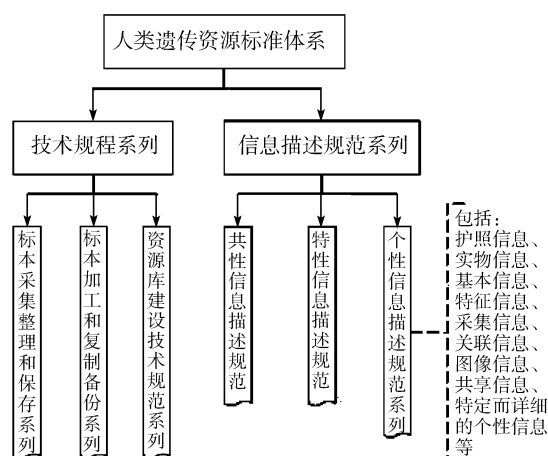 人类遗传资源标准体系
技术规程系列
信息描述规范系列
标本采集整理和保存系列
标本加工和复制备份系列
资源库建设技术规范系列
共性信息描述规范
特性信息描述规范
个性信息描述规范系列
包括：
护照信息、
实物信息、
基本信息、
特征信息、
采集信息、
关联信息、
图像信息、
共享信息、
特定而详细
的个性信息
等